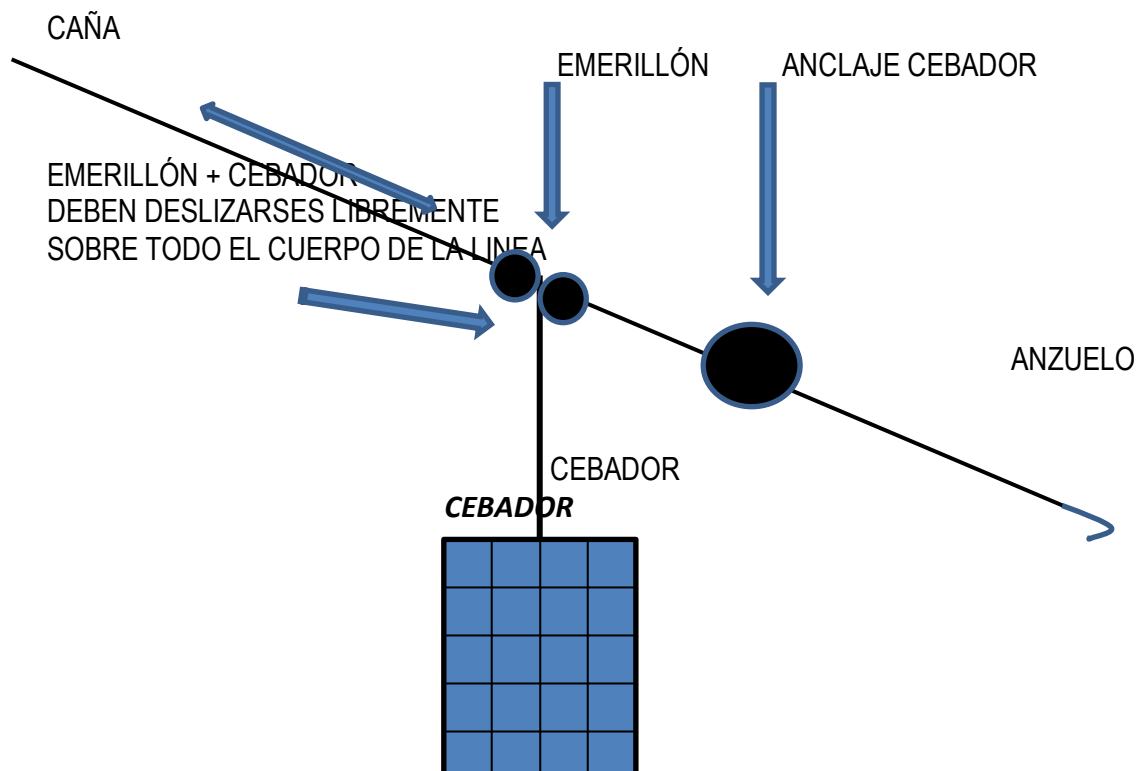 CAÑA
EMERILLÓN
ANCLAJE CEBADOR
EMERILLÓN + CEBADOR
DEBEN DESLIZARSES LIBREMENTE
SOBRE TODO EL CUERPO DE LA LINEA
ANZUELO
CEBADOR
CEBADOR